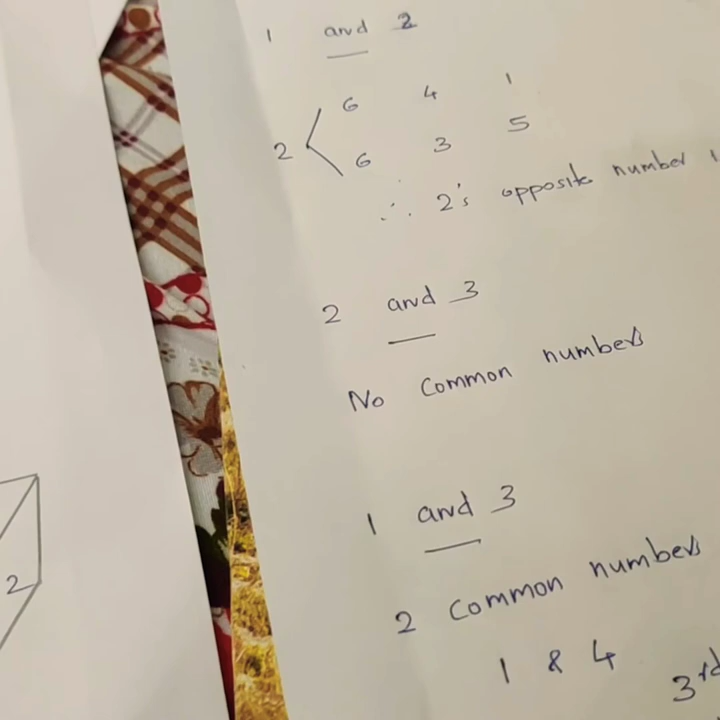 1 and 2
6 4 1
2
6 3 5
∴ 2's opposite number
2 and 3
No common numbers
1 and 3
2 common numbers
1 & 4
3rd
2